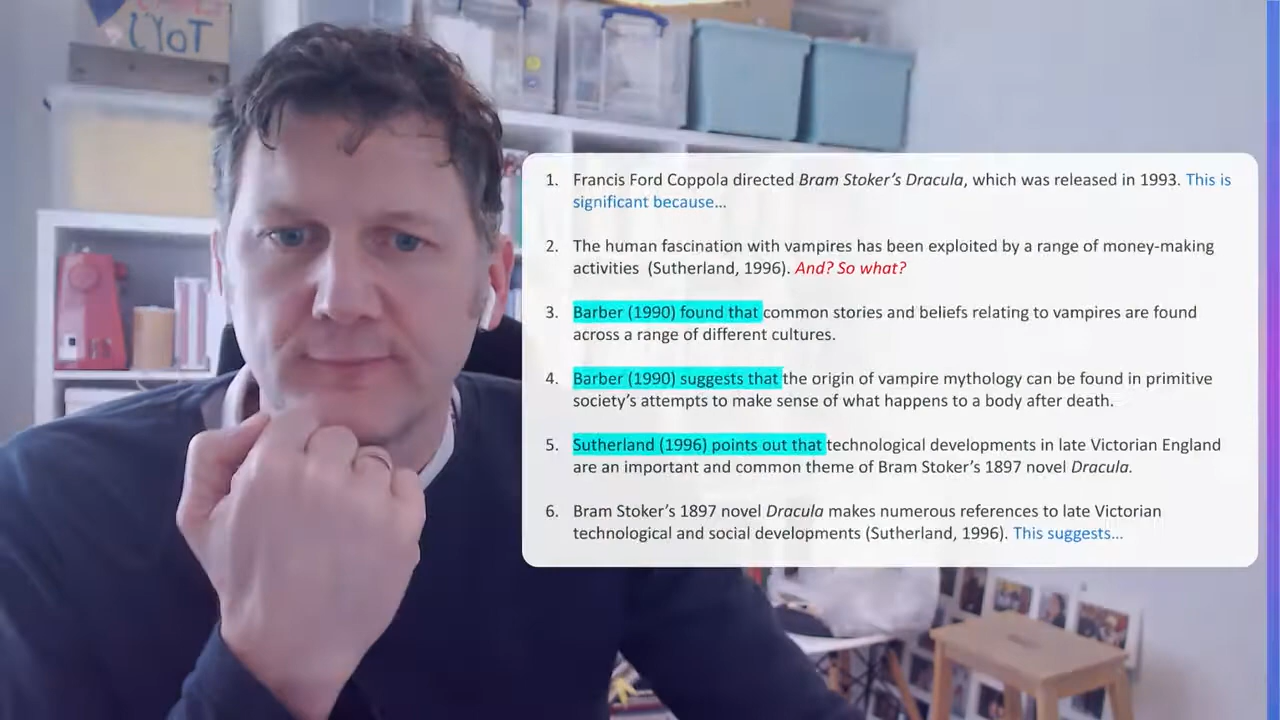 LYOT
1. Francis Ford Coppola directed Bram Stoker’s Dracula, which was released in 1993. This is
significant because…
2. The human fascination with vampires has been exploited by a range of money-making
activities (Sutherland, 1996). And? So what?
3. Barber (1990) found that common stories and beliefs relating to vampires are found
across a range of different cultures.
4. Barber (1990) suggests that the origin of vampire mythology can be found in primitive
society’s attempts to make sense of what happens to a body after death.
5. Sutherland (1996) points out that technological developments in late Victorian England
are an important and common theme of Bram Stoker’s 1897 novel Dracula.
6. Bram Stoker’s 1897 novel Dracula makes numerous references to late Victorian
technological and social developments (Sutherland, 1996). This suggests…